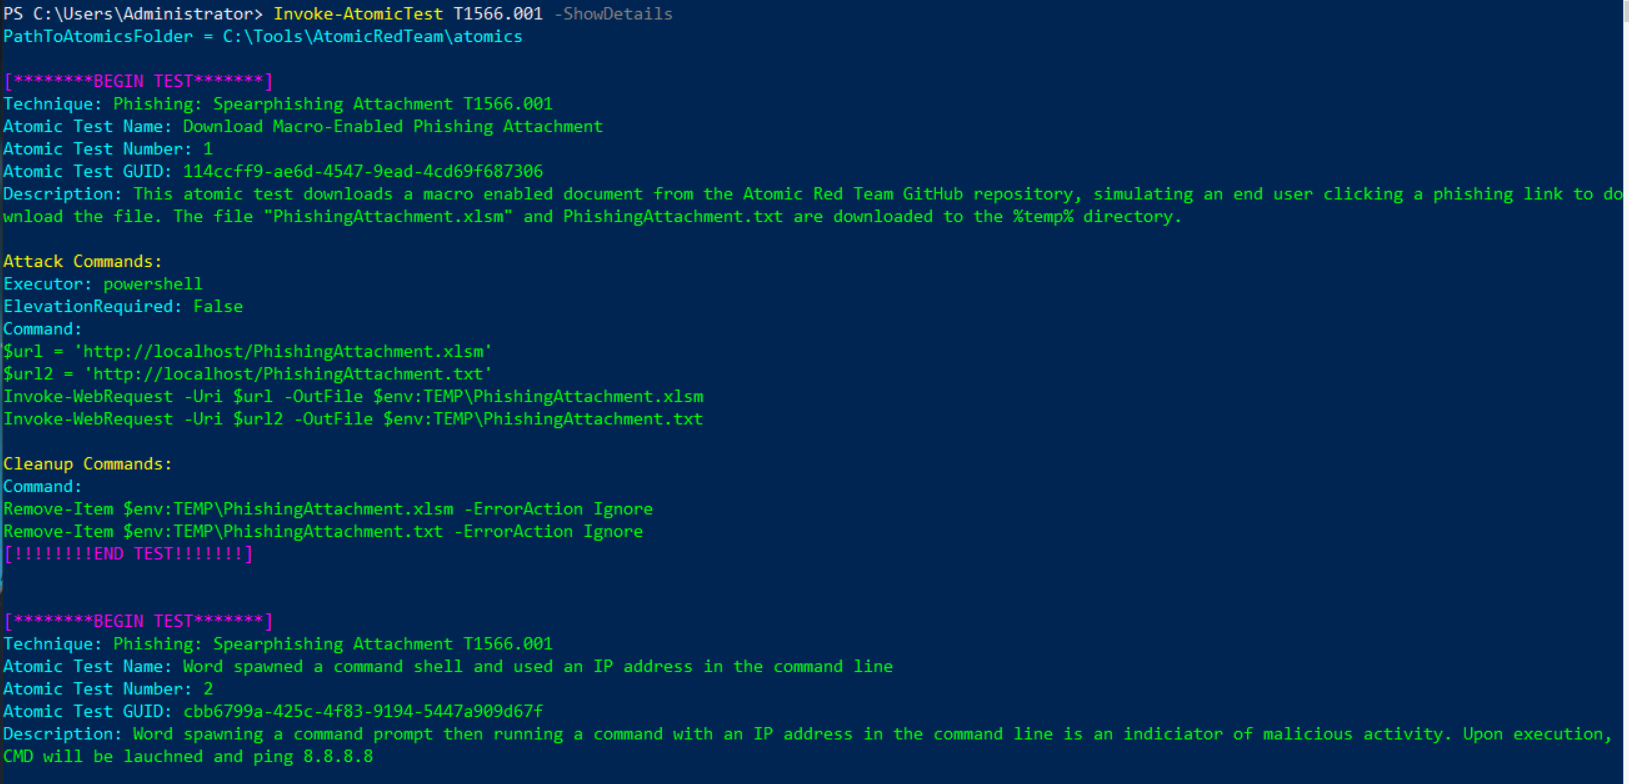 PS C:\Users\Administrator> Invoke-AtomicTest T1566.001 -ShowDetails
PathToAtomicsFolder = C:\Tools\AtomicRedTeam\atomics
[********BEGIN TEST*******]
Technique: Phishing: Spearphishing Attachment T1566.001
Atomic Test Name: Download Macro-Enabled Phishing Attachment
Atomic Test Number: 1
Atomic Test GUID: 114ccff9-ae6d-4547-9ead-4cd69f687306
Description: This atomic test downloads a macro enabled document from the Atomic Red Team GitHub repository, simulating an end user clicking a phishing link to do
wnload the file. The file "PhishingAttachment.xlsm" and PhishingAttachment.txt are downloaded to the %temp% directory.
Attack Commands:
Executor: powershell
ElevationRequired: False
Command:
$url = 'http://localhost/PhishingAttachment.xlsm'
$url2 = 'http://localhost/PhishingAttachment.txt'
Invoke-WebRequest -Uri $url -OutFile $env:TEMP\PhishingAttachment.xlsm
Invoke-WebRequest -Uri $url2 -OutFile $env:TEMP\PhishingAttachment.txt
Cleanup Commands:
Command:
Remove-Item $env:TEMP\PhishingAttachment.xlsm -ErrorAction Ignore
Remove-Item $env:TEMP\PhishingAttachment.txt -ErrorAction Ignore
[!!!!!!!!END TEST!!!!!!!]
[********BEGIN TEST*******]
Technique: Phishing: Spearphishing Attachment T1566.001
Atomic Test Name: Word spawned a command shell and used an IP address in the command line
Atomic Test Number: 2
Atomic Test GUID: cbb6799a-425c-4f83-9194-5447a909d67f
Description: Word spawning a command prompt then running a command with an IP address in the command line is an indiciator of malicious activity. Upon execution,
CMD will be lauchned and ping 8.8.8.8